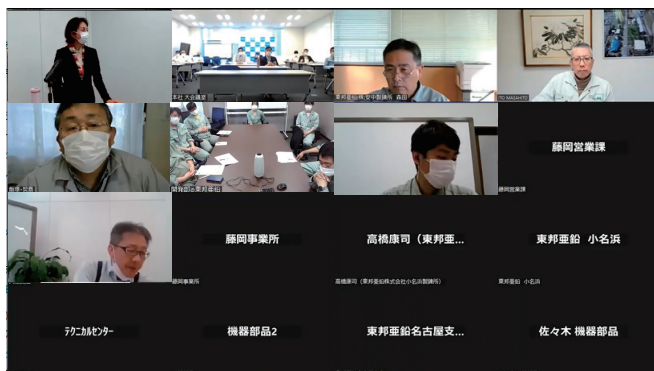 本社 大会議室
東邦亜鉛(株)安中製錬所 森田
ITO MASAHITO
開発部@東邦亜鉛
藤岡営業課
藤岡営業課
藤岡事業所
藤岡事業所
高橋康司（東邦亜...
高橋康司（東邦亜鉛株式会社小名浜製錬所）
東邦亜鉛 小名浜
東邦亜鉛 小名浜
テクニカルセンター
機器部品2
東邦亜鉛名古屋支...
佐々木 機器部品